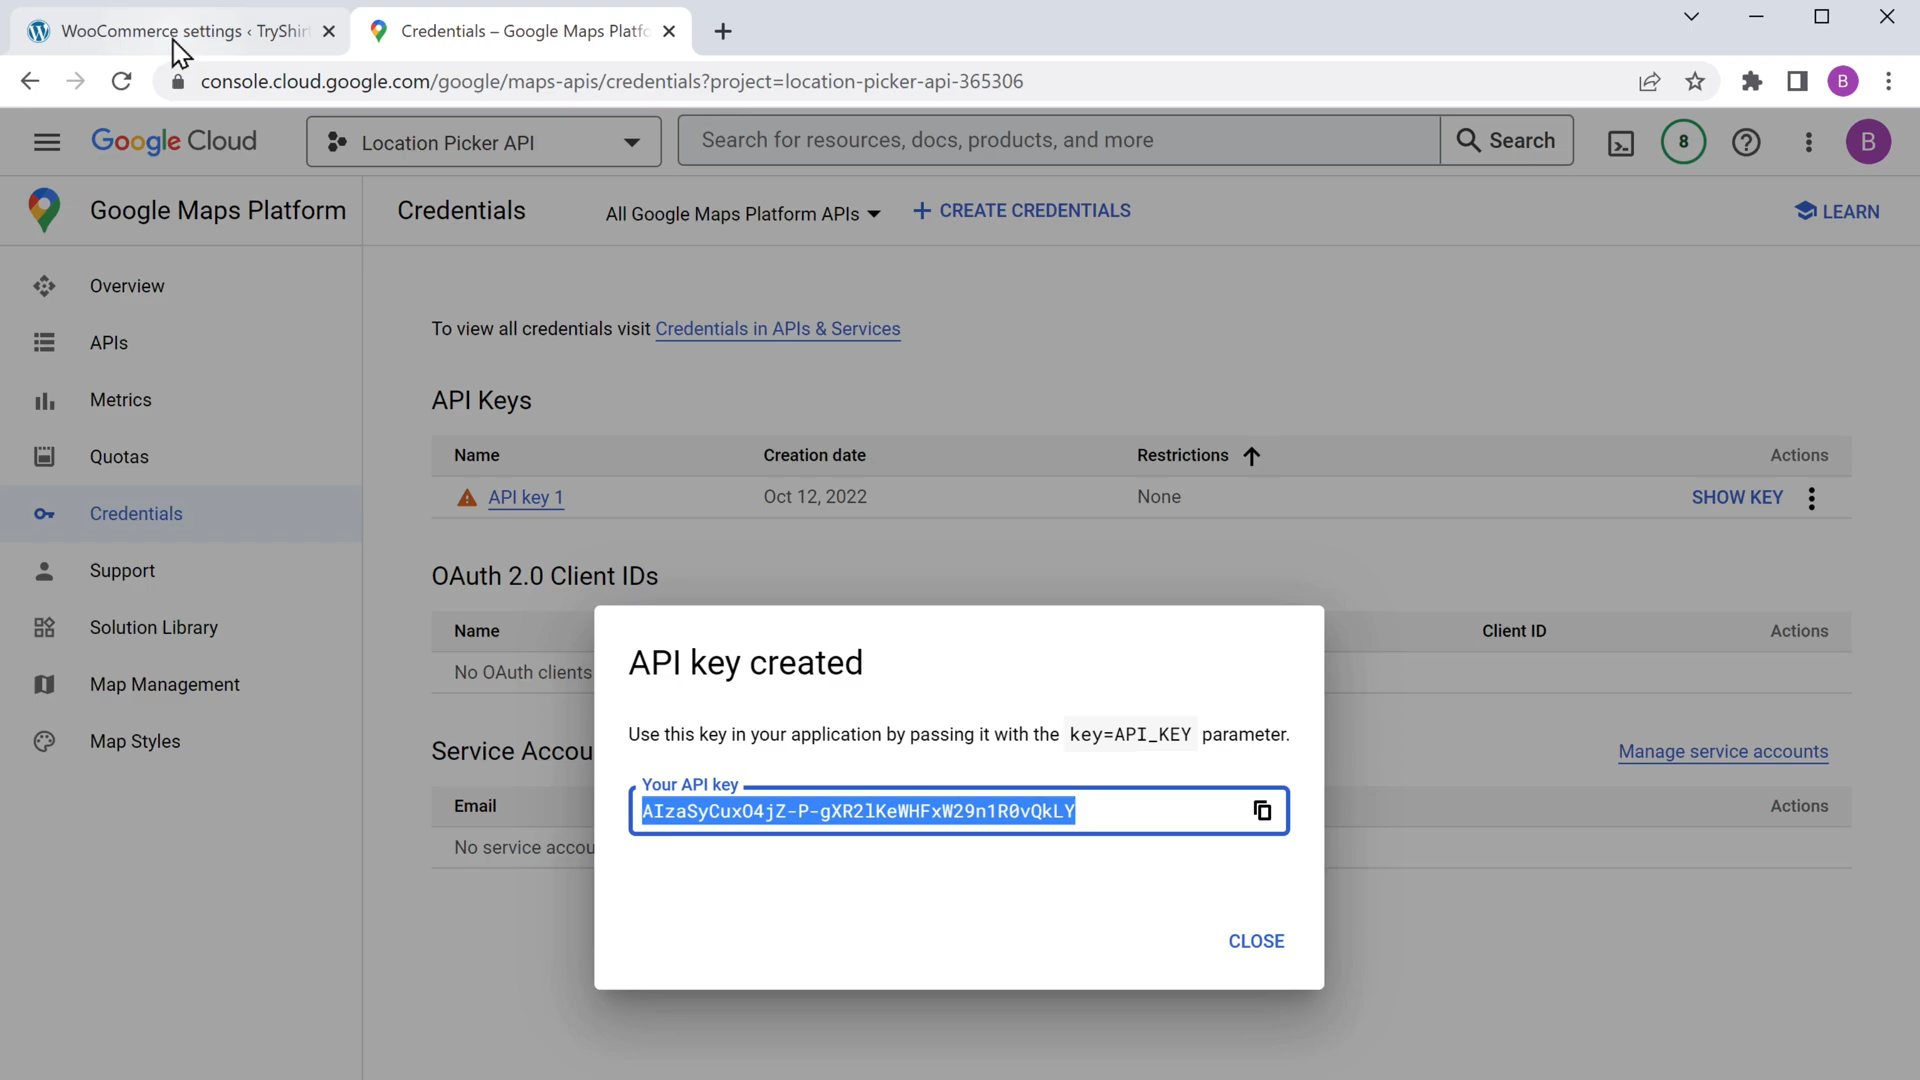 WooCommerce settings ‹ TryShirt
Credentials – Google Maps Platfo
console.cloud.google.com/google/maps-apis/credentials?project=location-picker-api-365306
B
Google Cloud
Location Picker API
Search for resources, docs, products, and more
Search
8
B
Google Maps Platform
Credentials
All Google Maps Platform APIs
CREATE CREDENTIALS
LEARN
Overview
APIs
Metrics
Quotas
Credentials
Support
Solution Library
Map Management
Map Styles
To view all credentials visit Credentials in APIs & Services
API Keys
Name Creation date Restrictions Actions
API key 1 Oct 12, 2022 None SHOW KEY
OAuth 2.0 Client IDs
Name Client ID Actions
No OAuth clients
Service Accou
Manage service accounts
Email Actions
No service accou
API key created
Use this key in your application by passing it with the key=API_KEY parameter.
Your API key
AIzaSyCuxO4jZ-P-gXR2lKeWHFxW29n1R0vQkLY
CLOSE